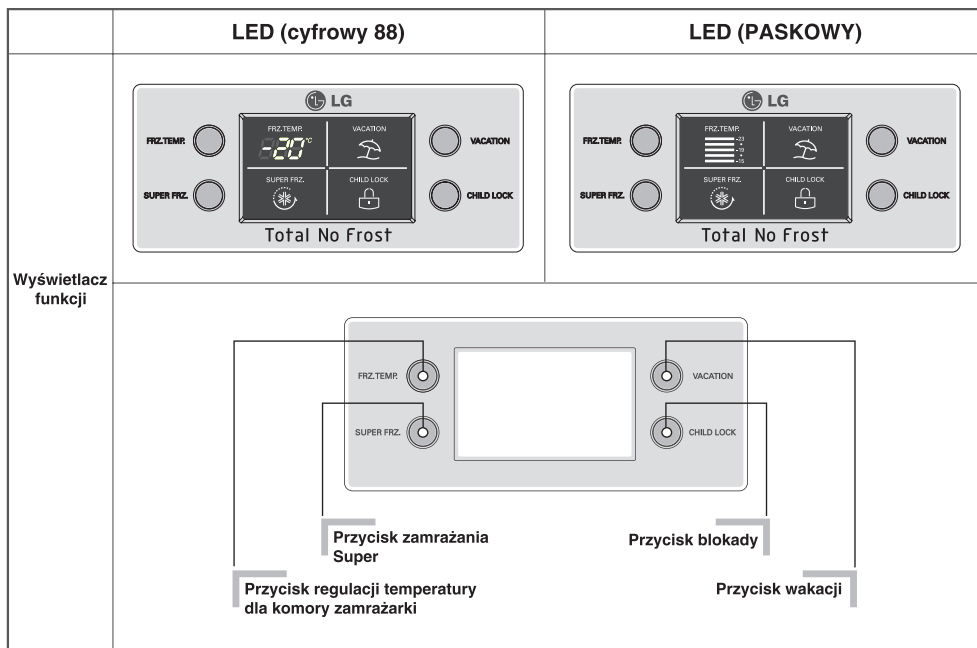 LED (cyfrowy 88)
LED (PASKOWY)
Wyświetlacz
funkcji
LG
FRZ.TEMP.
SUPER FRZ.
FRZ.TEMP.
-20°C
VACATION
SUPER FRZ.
CHILD LOCK
VACATION
CHILD LOCK
Total No Frost
LG
FRZ.TEMP.
SUPER FRZ.
FRZ.TEMP.
-23
-19
-15
VACATION
SUPER FRZ.
CHILD LOCK
VACATION
CHILD LOCK
Total No Frost
FRZ.TEMP.
VACATION
SUPER FRZ.
CHILD LOCK
Przycisk zamrażania
Super
Przycisk blokady
Przycisk regulacji temperatury
dla komory zamrażarki
Przycisk wakacji